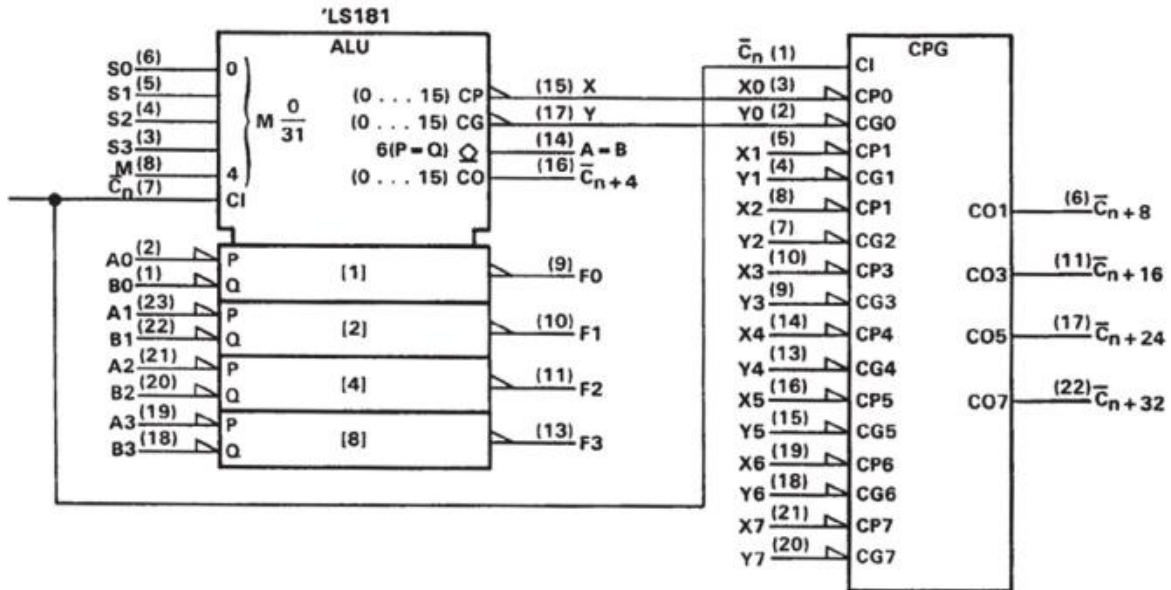 'LS181
ALU
S0 (6) 0
S1 (5)
S2 (4)
S3 (3)
M (8) 4
C̄n (7) CI
M 0/31
(0 . . . 15) CP (15) X
(0 . . . 15) CG (17) Y
6(P = Q) ◇ (14) A = B
(0 . . . 15) CO (16) C̄n + 4
A0 (2) P
B0 (1) Q
[1] (9) F0
A1 (23) P
B1 (22) Q
[2] (10) F1
A2 (21) P
B2 (20) Q
[4] (11) F2
A3 (19) P
B3 (18) Q
[8] (13) F3
CPG
C̄n (1) CI
X0 (3) CP0
Y0 (2) CG0
X1 (5) CP1
Y1 (4) CG1
X2 (8) CP1
Y2 (7) CG2
X3 (10) CP3
Y3 (9) CG3
X4 (14) CP4
Y4 (13) CG4
X5 (16) CP5
Y5 (15) CG5
X6 (19) CP6
Y6 (18) CG6
X7 (21) CP7
Y7 (20) CG7
CO1 (6) C̄n + 8
CO3 (11) C̄n + 16
CO5 (17) C̄n + 24
CO7 (22) C̄n + 32